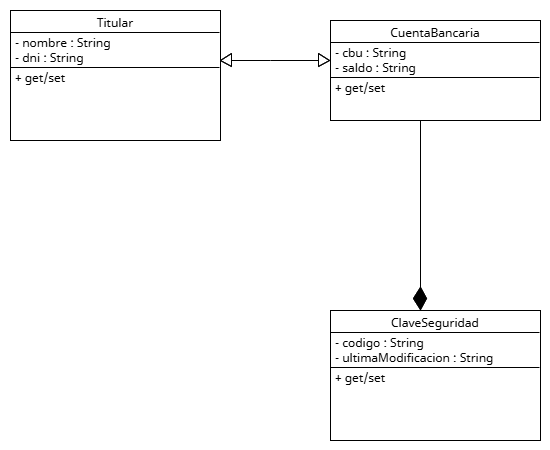 Titular
- nombre : String
- dni : String
+ get/set
CuentaBancaria
- cbu : String
- saldo : String
+ get/set
ClaveSeguridad
- codigo : String
- ultimaModificacion : String
+ get/set